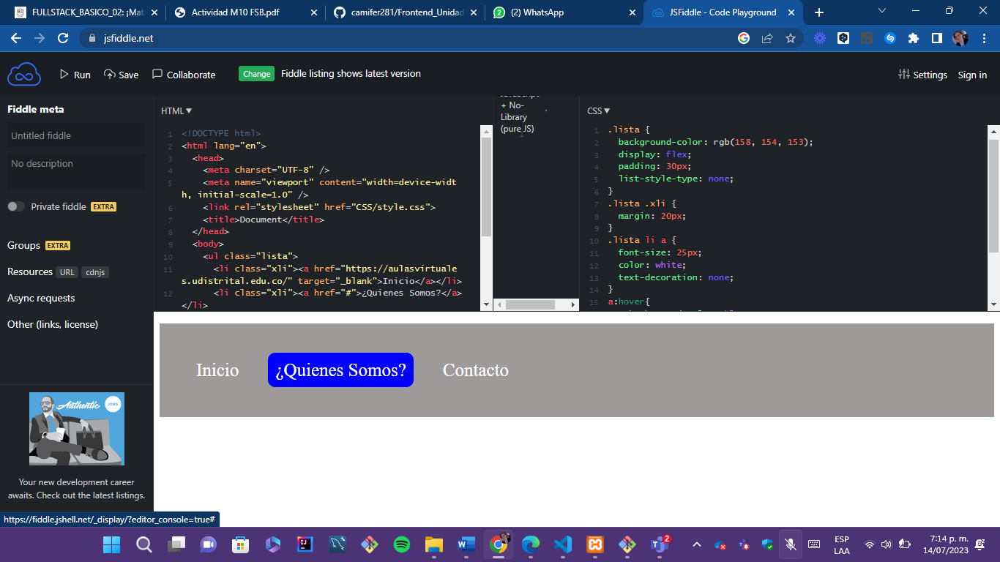 FULLSTACK_BASICO_02: ¡Mat
Actividad M10 FSB.pdf
camifer281/Frontend_Unidad
(2) WhatsApp
JSFiddle - Code Playground
jsfiddle.net
Run
Save
Collaborate
Change
Fiddle listing shows latest version
Settings
Sign in
Fiddle meta
Untitled fiddle
No description
Private fiddle EXTRA
Groups EXTRA
Resources URL cdnjs
Async requests
Other (links, license)
Authentic JOBS
Your new development career
awaits. Check out the latest listings.
HTML
1 <!DOCTYPE html>
2 <html lang="en">
3 <head>
4 <meta charset="UTF-8" />
5 <meta name="viewport" content="width=device-widt
h, initial-scale=1.0" />
6 <link rel="stylesheet" href="CSS/style.css">
7 <title>Document</title>
8 </head>
9 <body>
10 <ul class="lista">
11 <li class="xli"><a href="https://aulasvirtuale
s.udistrital.edu.co/" target="_blank">Inicio</a></li>
12 <li class="xli"><a href="#">¿Quienes Somos?</a>
</li>
+ No-
Library
(pure JS)
1
CSS
1 .lista {
2 background-color: rgb(158, 154, 153);
3 display: flex;
4 padding: 30px;
5 list-style-type: none;
6 }
7 .lista .xli {
8 margin: 20px;
9 }
10 .lista li a {
11 font-size: 25px;
12 color: white;
13 text-decoration: none;
14 }
15 a:hover{
Inicio
¿Quienes Somos?
Contacto
https://fiddle.jshell.net/_display/?editor_console=true#
2
ESP
LAA
7:14 p. m.
14/07/2023